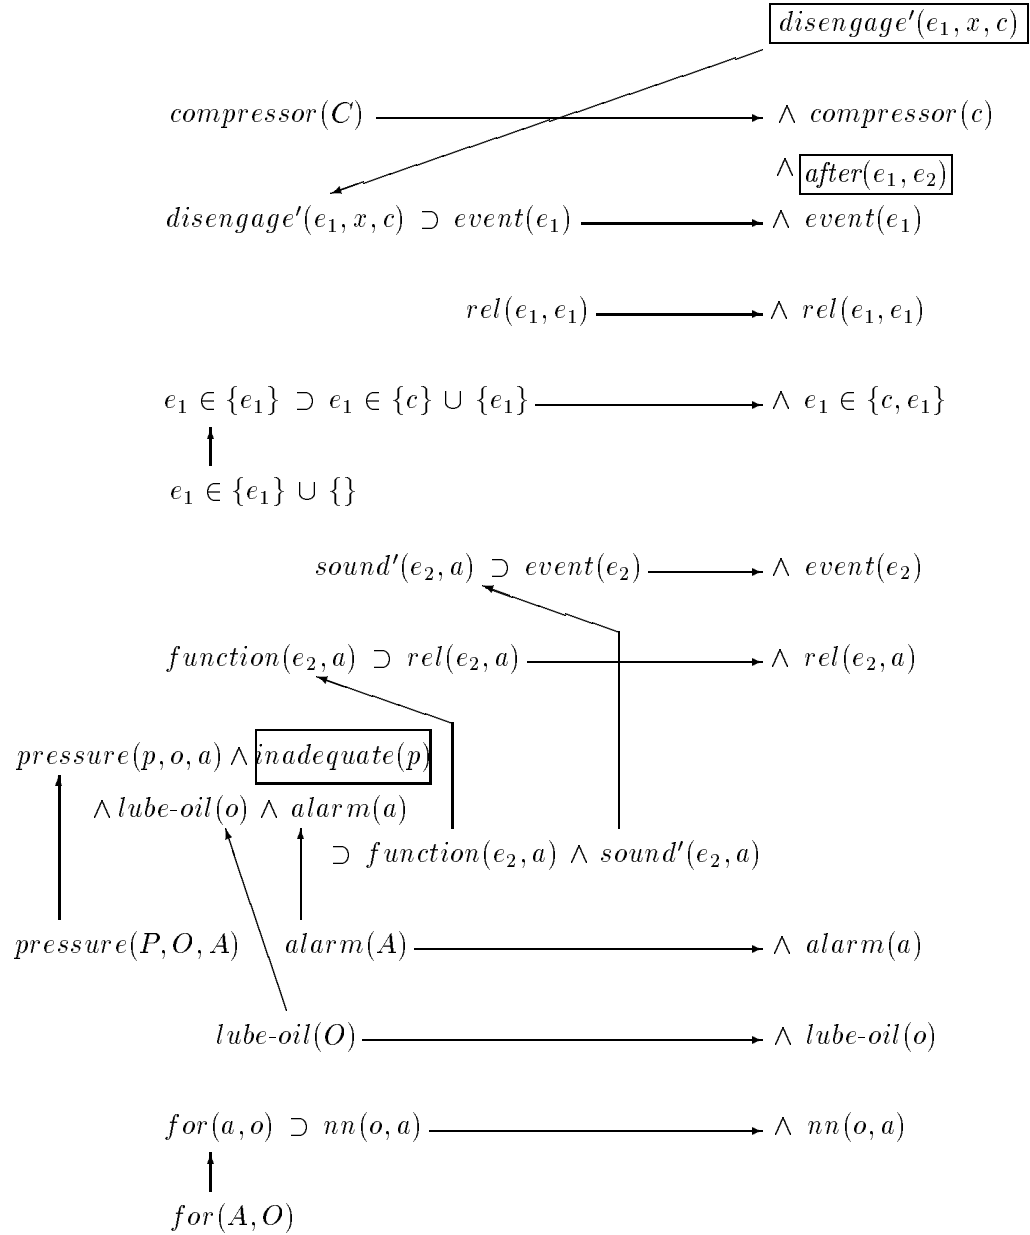 disengage′(e₁, x, c)
compressor(C) ∧ compressor(c)
∧ after(e₁, e₂)
disengage′(e₁, x, c) ⊃ event(e₁) ∧ event(e₁)
rel(e₁, e₁) ∧ rel(e₁, e₁)
e₁ ∈ {e₁} ⊃ e₁ ∈ {c} ∪ {e₁} ∧ e₁ ∈ {c, e₁}
e₁ ∈ {e₁} ∪ {}
sound′(e₂, a) ⊃ event(e₂) ∧ event(e₂)
function(e₂, a) ⊃ rel(e₂, a) ∧ rel(e₂, a)
pressure(p, o, a) ∧ inadequate(p)
∧ lube-oil(o) ∧ alarm(a)
⊃ function(e₂, a) ∧ sound′(e₂, a)
pressure(P, O, A) alarm(A) ∧ alarm(a)
lube-oil(O) ∧ lube-oil(o)
for(a, o) ⊃ nn(o, a) ∧ nn(o, a)
for(A, O)